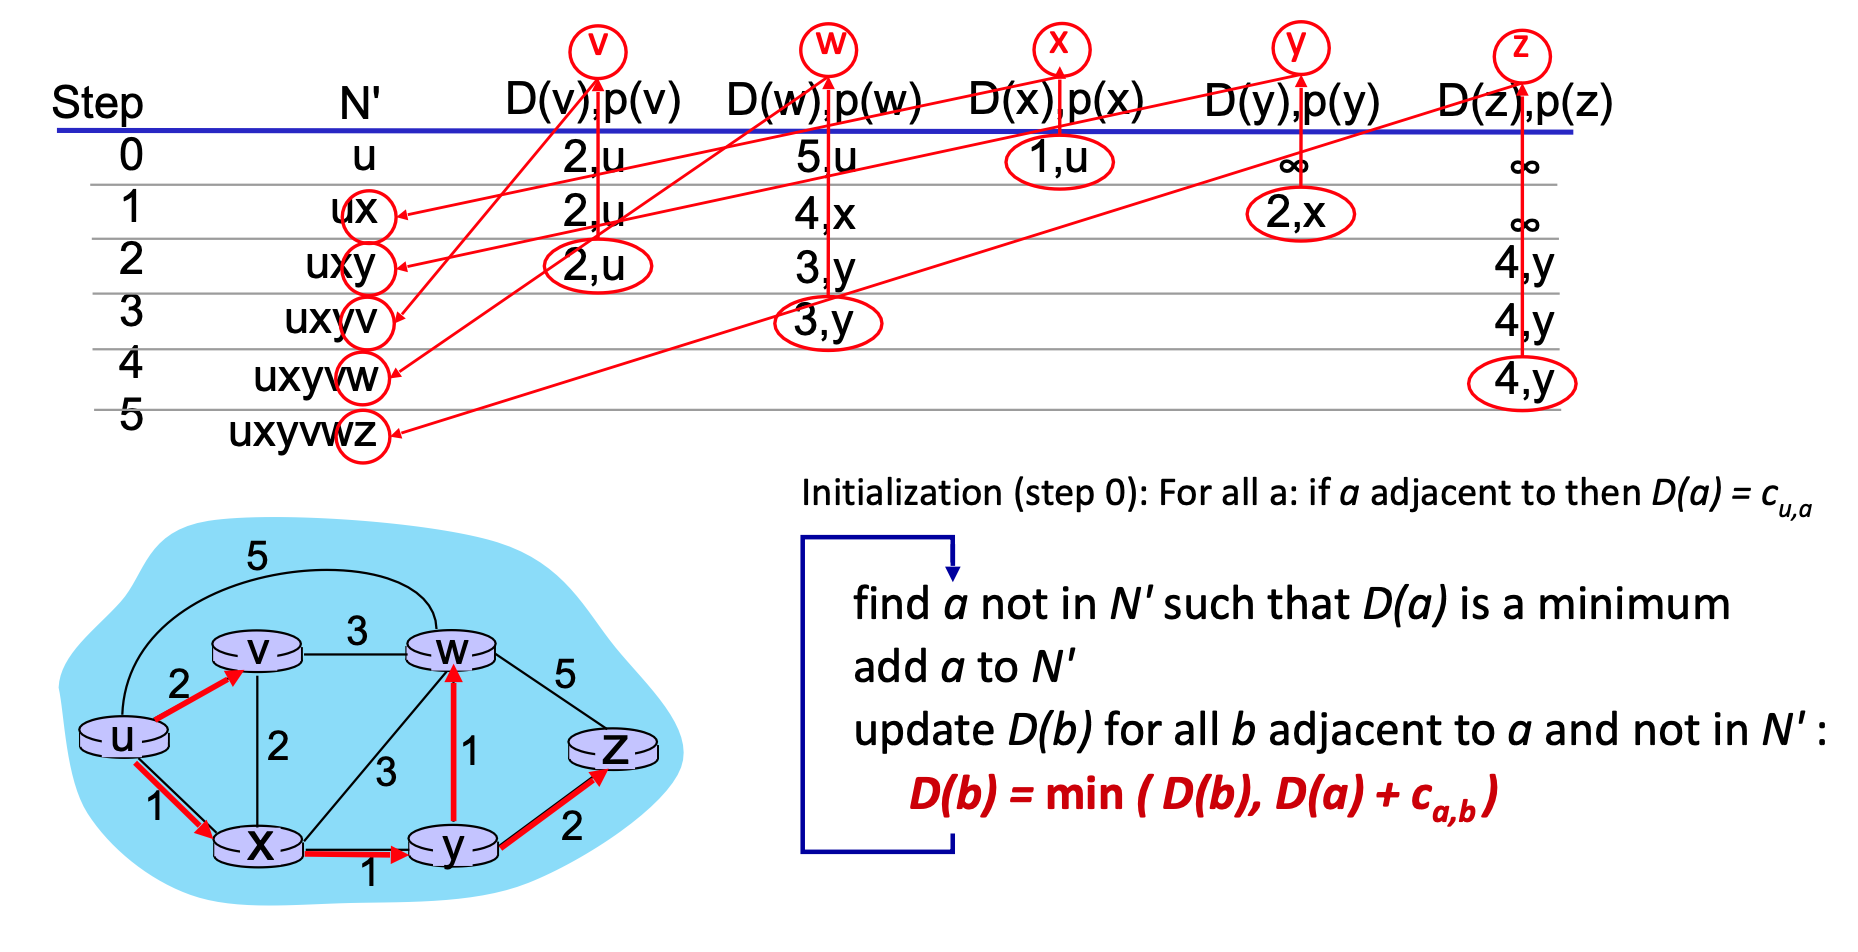 v w x y z
Step N' D(v),p(v) D(w),p(w) D(x),p(x) D(y),p(y) D(z),p(z)
0 u 2,u 5,u 1,u ∞ ∞
1 ux 2,u 4,x 2,x ∞
2 uxy 2,u 3,y 4,y
3 uxyv 3,y 4,y
4 uxyvw 4,y
5 uxyvwz
Initialization (step 0): For all a: if a adjacent to then D(a) = cu,a
find a not in N' such that D(a) is a minimum
add a to N'
update D(b) for all b adjacent to a and not in N' :
D(b) = min ( D(b), D(a) + ca,b )
5
v 3 w
2 5
u 2 1 z
3
1 2
x 1 y